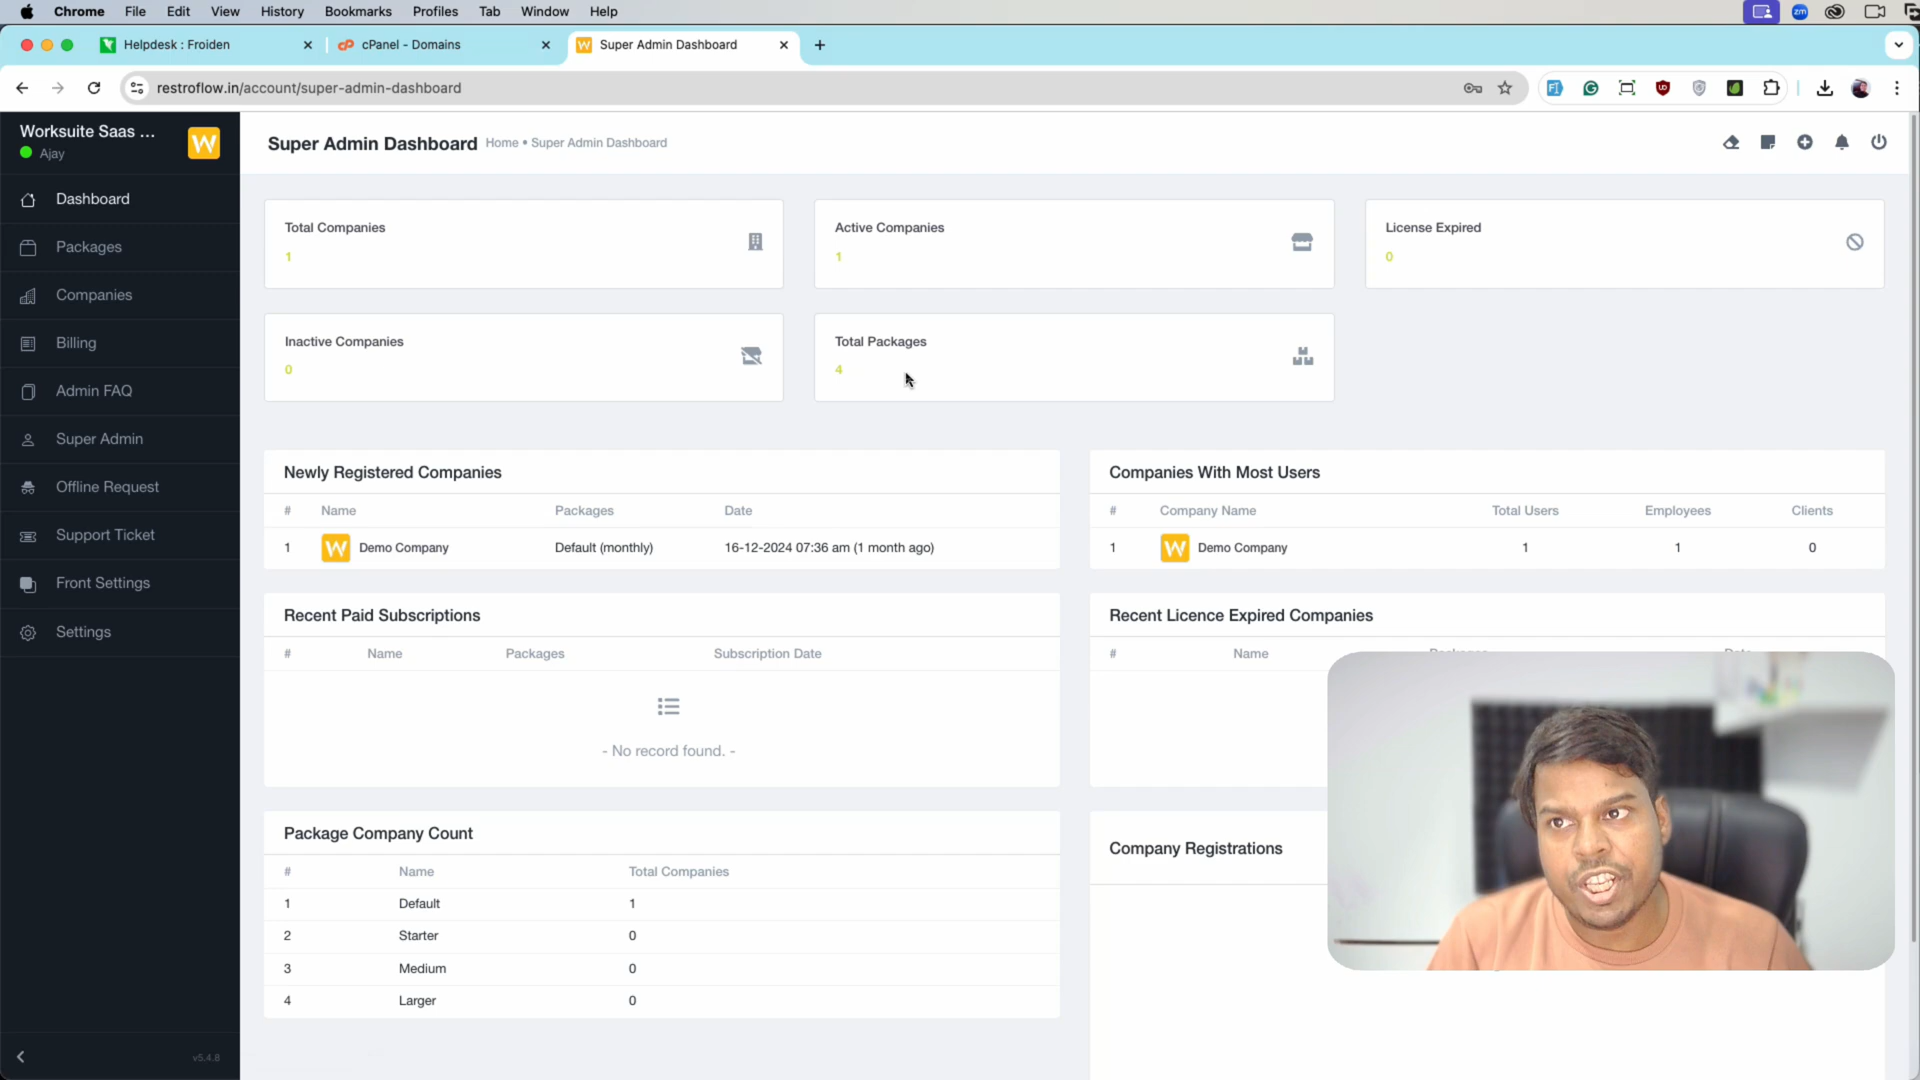 Chrome File Edit View History Bookmarks Profiles Tab Window Help zm
Helpdesk : Froiden
cPanel - Domains
Super Admin Dashboard
restroflow.in/account/super-admin-dashboard
Worksuite Saas ...
Ajay
W
Dashboard
Packages
Companies
Billing
Admin FAQ
Super Admin
Offline Request
Support Ticket
Front Settings
Settings
v5.4.8
Super Admin Dashboard Home • Super Admin Dashboard
Total Companies
1
Active Companies
1
License Expired
0
Inactive Companies
0
Total Packages
4
Newly Registered Companies
# Name Packages Date
1 W Demo Company Default (monthly) 16-12-2024 07:36 am (1 month ago)
Companies With Most Users
# Company Name Total Users Employees Clients
1 W Demo Company 1 1 0
Recent Paid Subscriptions
# Name Packages Subscription Date
- No record found. -
Recent Licence Expired Companies
# Name Packages Date
Package Company Count
# Name Total Companies
1 Default 1
2 Starter 0
3 Medium 0
4 Larger 0
Company Registrations